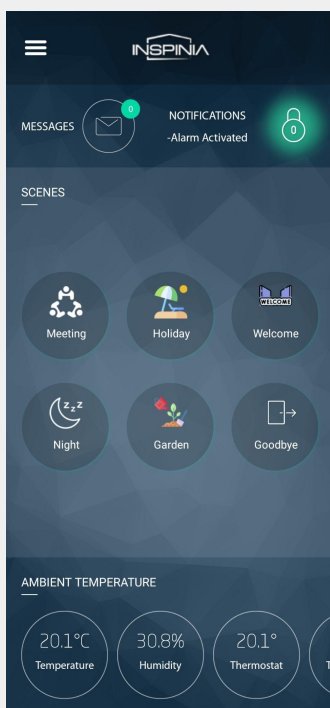 INSPINIA
0
MESSAGES
NOTIFICATIONS
-Alarm Activated
0
SCENES
Meeting
Holiday
WELCOME
Welcome
zzz
Night
Garden
Goodbye
AMBIENT TEMPERATURE
20.1°C
Temperature
30.8%
Humidity
20.1°
Thermostat
T